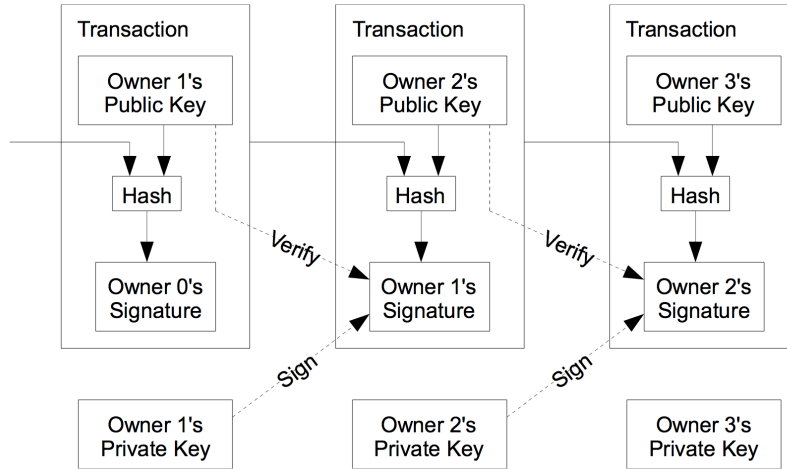 Transaction
Owner 1's
Public Key
Hash
Owner 0's
Signature
Transaction
Owner 2's
Public Key
Hash
Verify
Owner 1's
Signature
Transaction
Owner 3's
Public Key
Hash
Verify
Owner 2's
Signature
Sign
Sign
Owner 1's
Private Key
Owner 2's
Private Key
Owner 3's
Private Key